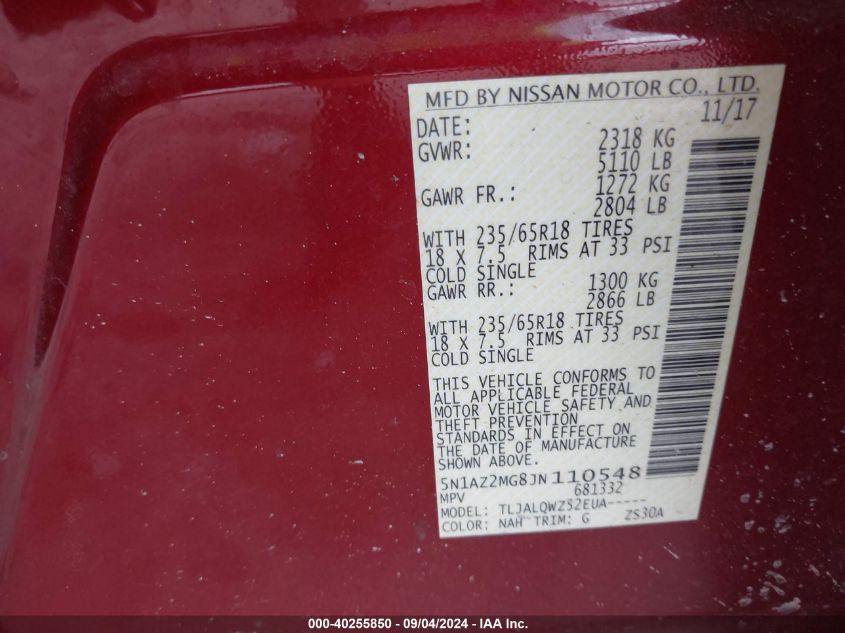 MFD BY NISSAN MOTOR CO., LTD.
DATE: 11/17
GVWR: 2318 KG
5110 LB
GAWR FR.: 1272 KG
2804 LB
WITH 235/65R18 TIRES
18 X 7.5 RIMS AT 33 PSI
COLD SINGLE
GAWR RR.: 1300 KG
2866 LB
WITH 235/65R18 TIRES
18 X 7.5 RIMS AT 33 PSI
COLD SINGLE
THIS VEHICLE CONFORMS TO
ALL APPLICABLE FEDERAL
MOTOR VEHICLE SAFETY AND
THEFT PREVENTION
STANDARDS IN EFFECT ON
THE DATE OF MANUFACTURE
5N1AZ2MG8JN110548
MPV 681332
MODEL: TLJALQWZ52EUA-----
COLOR: NAH TRIM: G ZS30A
000-40255850 - 09/04/2024 - IAA Inc.